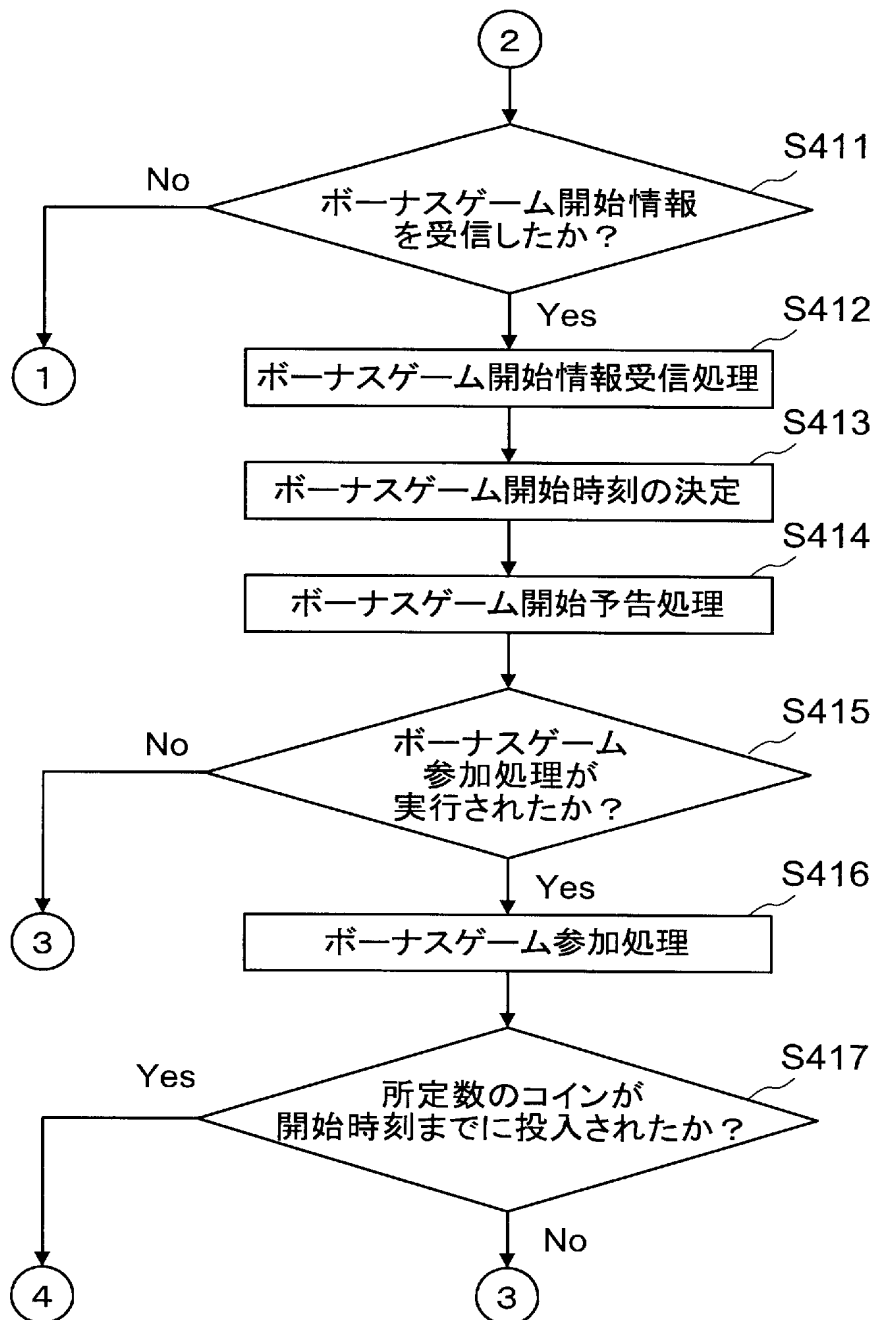 2
S411
No
ボーナスゲーム開始情報
を受信したか？
Yes
1
S412
ボーナスゲーム開始情報受信処理
S413
ボーナスゲーム開始時刻の決定
S414
ボーナスゲーム開始予告処理
S415
No
ボーナスゲーム
参加処理が
実行されたか？
Yes
3
S416
ボーナスゲーム参加処理
S417
Yes
所定数のコインが
開始時刻までに投入されたか？
No
4
3